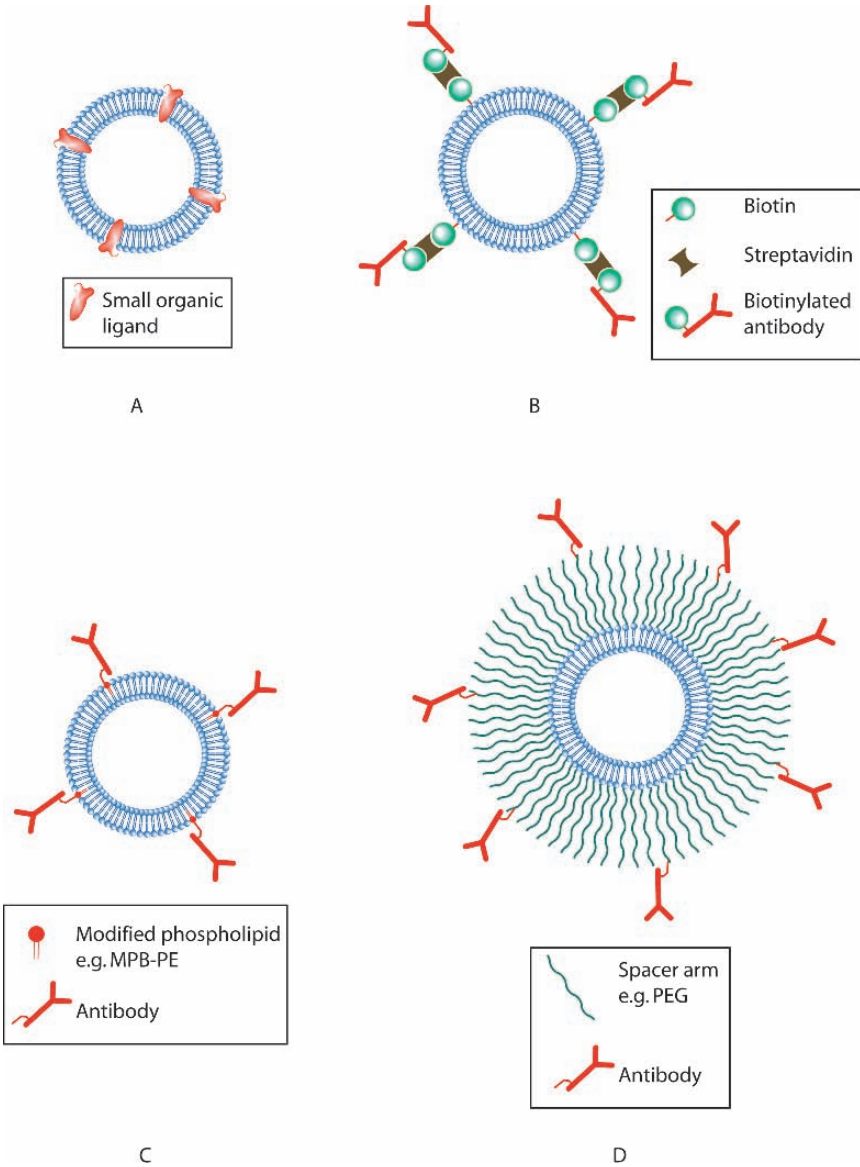 Small organic
ligand
A
Biotin
Streptavidin
Biotinylated
antibody
B
Modified phospholipid
e.g. MPB-PE
Antibody
C
Spacer arm
e.g. PEG
Antibody
D